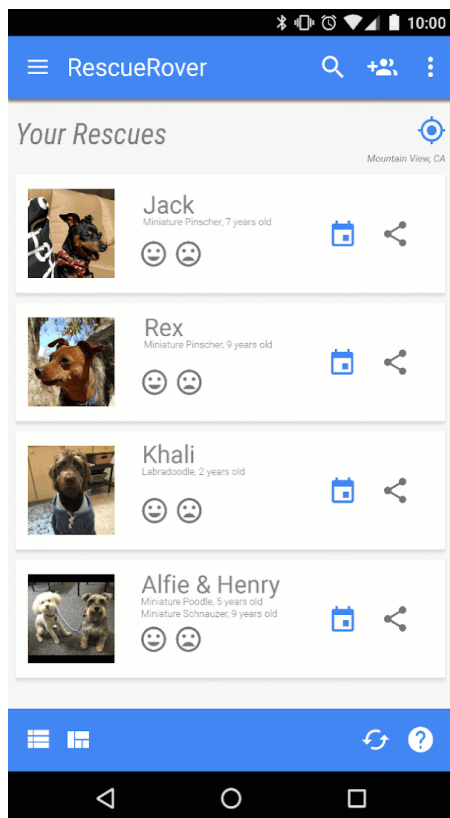 10:00
RescueRover
Your Rescues
Mountain View, CA
Jack
Miniature Pinscher, 7 years old
Rex
Miniature Pinscher, 9 years old
Khali
Labradoodle, 2 years old
Alfie & Henry
Miniature Poodle, 5 years old
Miniature Schnauzer, 9 years old